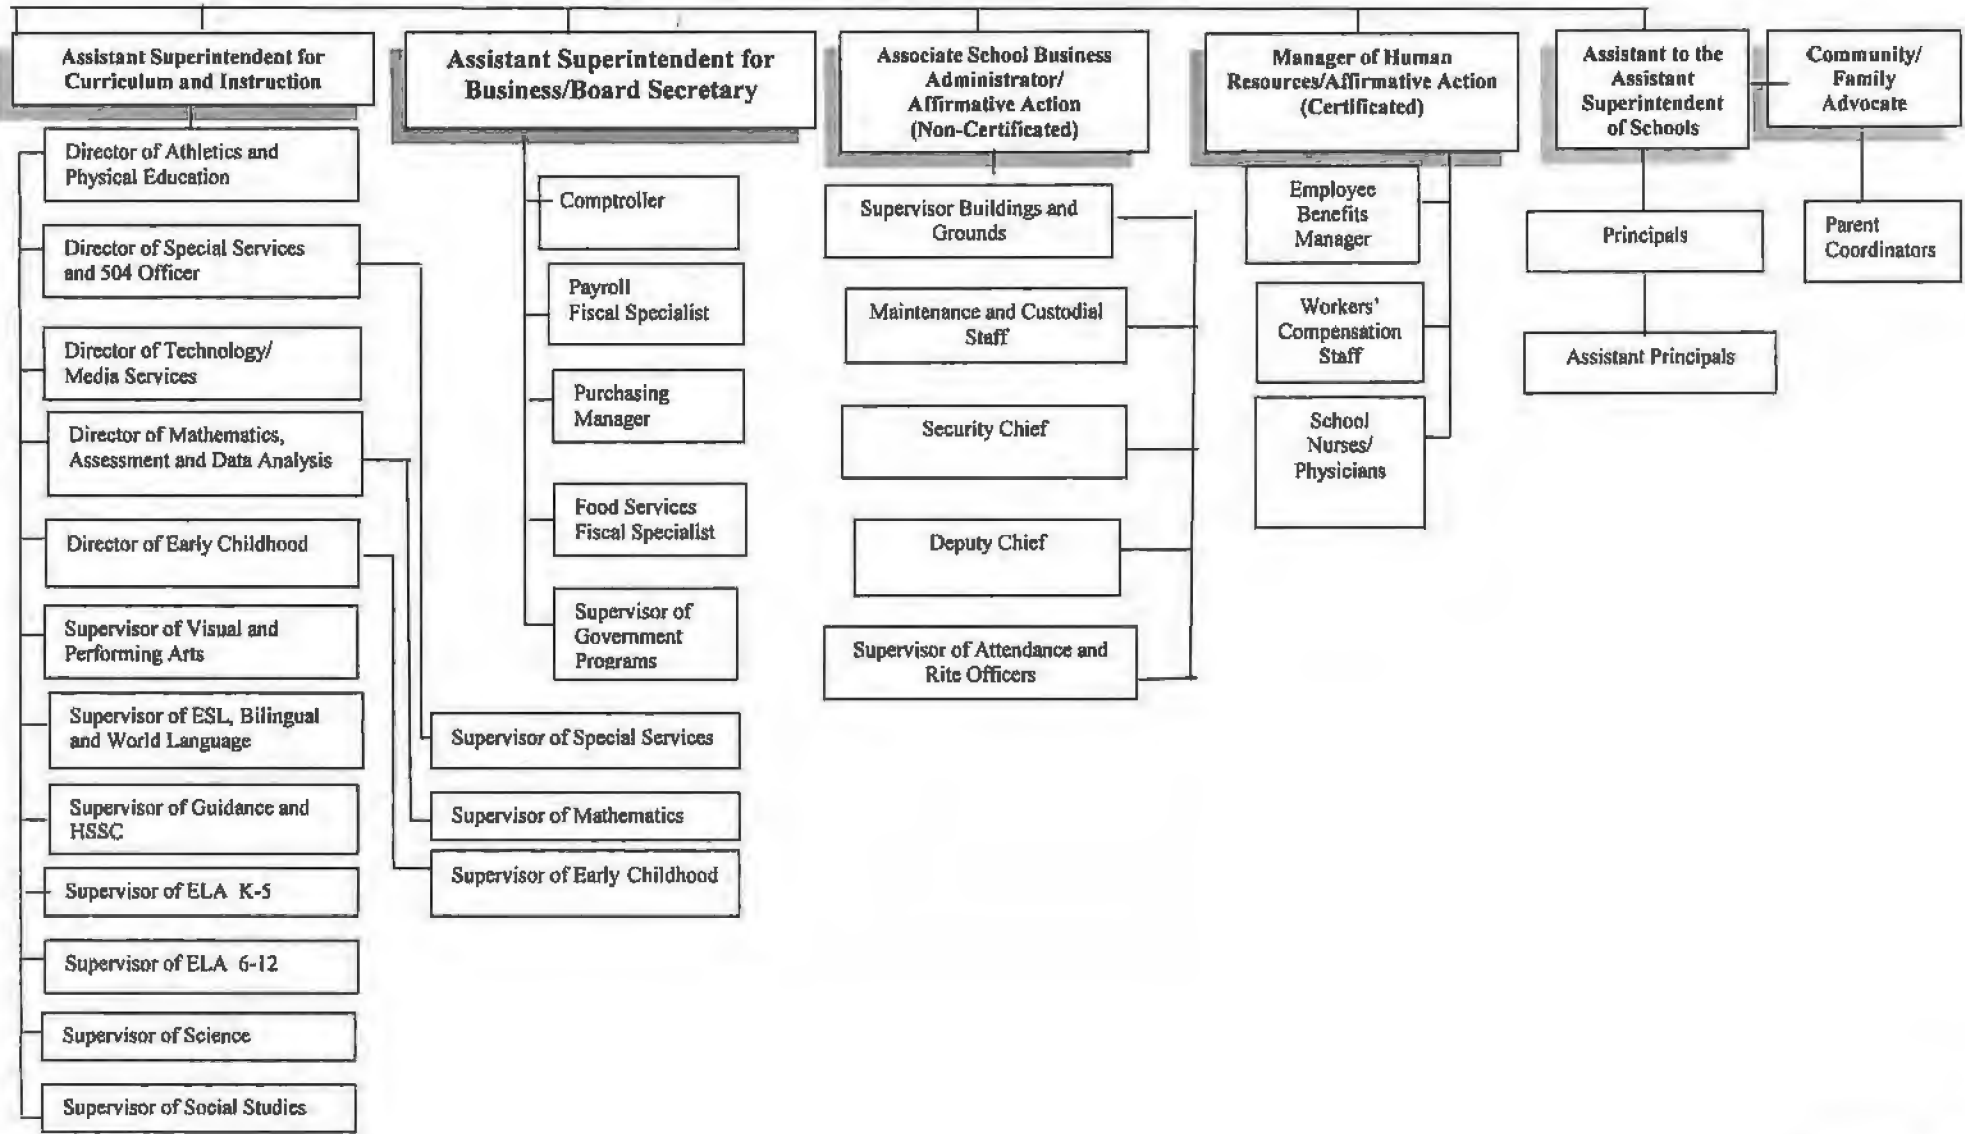 Assistant Superintendent for
Curriculum and Instruction
Director of Athletics and
Physical Education
Director of Special Services
and 504 Officer
Director of Technology/
Media Services
Director of Mathematics,
Assessment and Data Analysis
Director of Early Childhood
Supervisor of Visual and
Performing Arts
Supervisor of ESL, Bilingual
and World Language
Supervisor of Guidance and
HSSC
Supervisor of ELA K-5
Supervisor of ELA 6-12
Supervisor of Science
Supervisor of Social Studies
Assistant Superintendent for
Business/Board Secretary
Comptroller
Payroll
Fiscal Specialist
Purchasing
Manager
Food Services
Fiscal Specialist
Supervisor of
Government
Programs
Supervisor of Special Services
Supervisor of Mathematics
Supervisor of Early Childhood
Associate School Business
Administrator/
Affirmative Action
(Non-Certificated)
Supervisor Buildings and
Grounds
Maintenance and Custodial
Staff
Security Chief
Deputy Chief
Supervisor of Attendance and
Rite Officers
Manager of Human
Resources/Affirmative Action
(Certificated)
Employee
Benefits
Manager
Workers'
Compensation
Staff
School
Nurses/
Physicians
Assistant to the
Assistant
Superintendent
of Schools
Principals
Assistant Principals
Community/
Family
Advocate
Parent
Coordinators